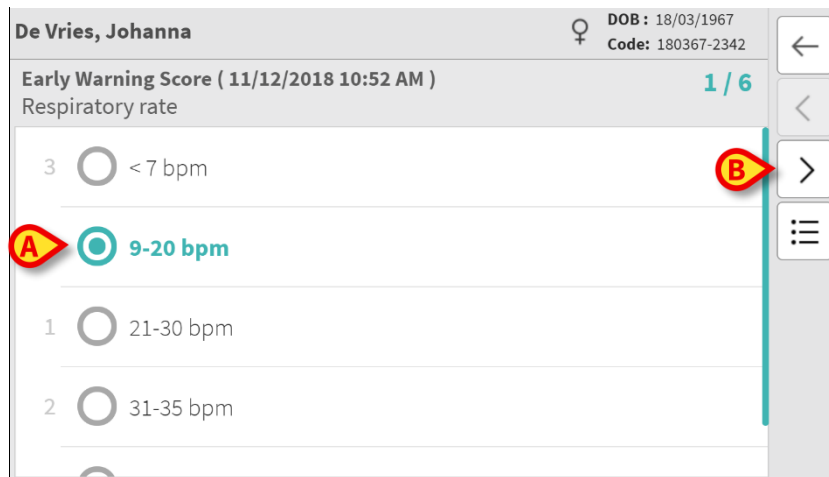 De Vries, Johanna
DOB : 18/03/1967
Code: 180367-2342
Early Warning Score ( 11/12/2018 10:52 AM )
1 / 6
Respiratory rate
3 < 7 bpm
B
A 9-20 bpm
1 21-30 bpm
2 31-35 bpm